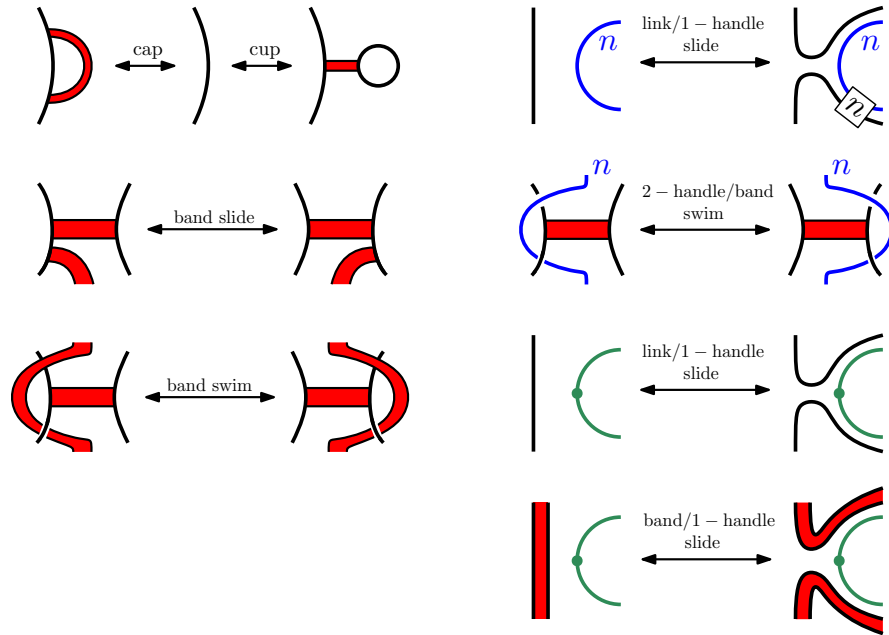 cap
cup
n
link/1 – handle
slide
n
band slide
n
2 – handle/band
swim
n
band swim
link/1 – handle
slide
band/1 – handle
slide